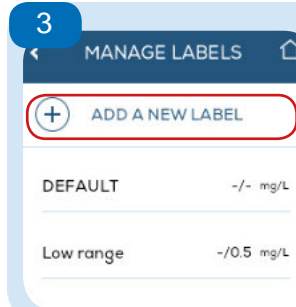 3
MANAGE LABELS
ADD A NEW LABEL
DEFAULT -/- mg/L
Low range -/0.5 mg/L